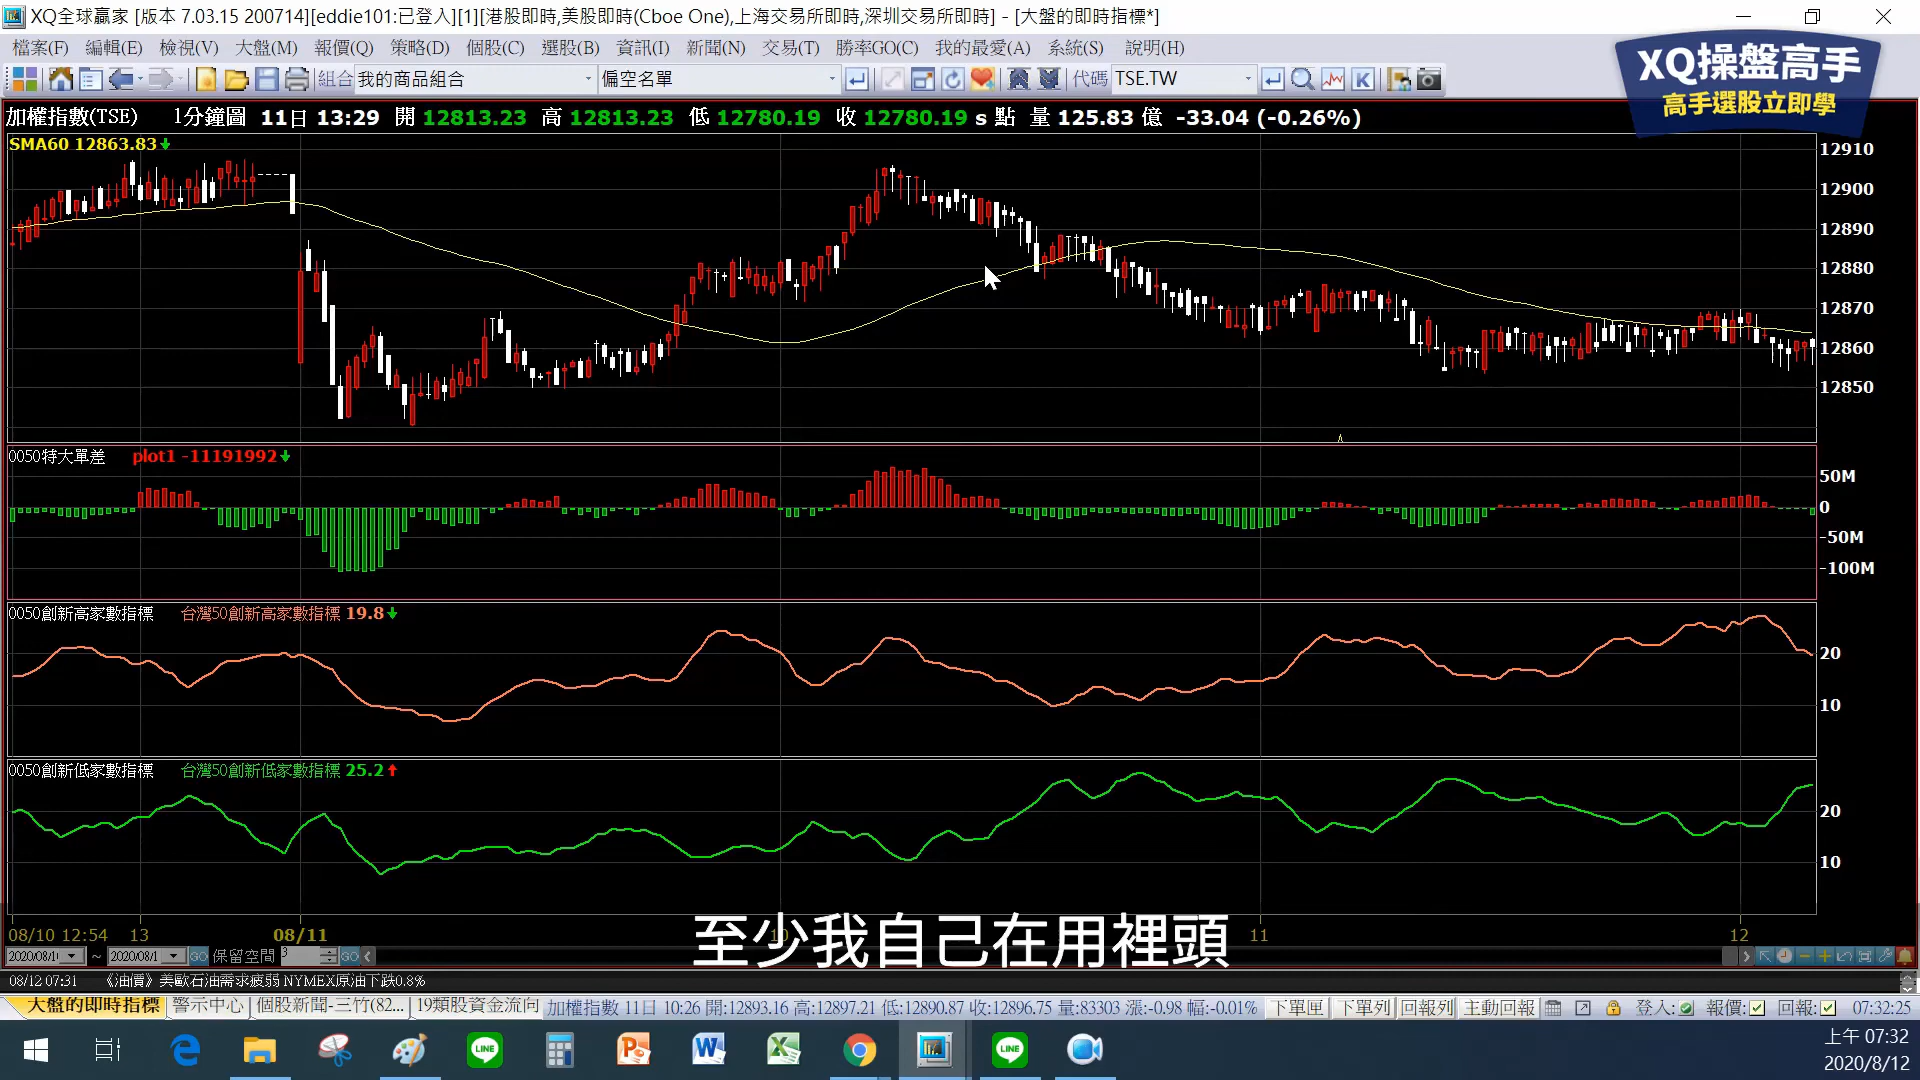 XQ全球贏家 [版本 7.03.15 200714][eddie101:已登入][1][港股即時,美股即時(Cboe One),上海交易所即時,深圳交易所即時] - [大盤的即時指標*]
檔案(F) 編輯(E) 檢視(V) 大盤(M) 報價(Q) 策略(D) 個股(C) 選股(B) 資訊(I) 新聞(N) 交易(T) 勝率GO(C) 我的最愛(A) 系統(S) 說明(H)
XQ操盤高手
高手選股立即學
組合 我的商品組合 偏空名單 代碼 TSE.TW K
加權指數(TSE) 1分鐘圖 11日 13:29 開 12813.23 高 12813.23 低 12780.19 收 12780.19 s 點 量 125.83 億 -33.04 (-0.26%)
SMA60 12863.83
12910
12900
12890
12880
12870
12860
12850
0050特大單差 plot1 -11191992
50M
0
-50M
-100M
0050創新高家數指標 台灣50創新高家數指標 19.8
20
10
0050創新低家數指標 台灣50創新低家數指標 25.2
20
10
08/10 12:54 13 08/11 10 11 12
至少我自己在用裡頭
2020/08/1 ~ 2020/08/1 GO 保留空間 3 GO
08/12 07:31 《油價》美歐石油需求疲弱 NYMEX原油下跌0.8%
大盤的即時指標 警示中心 個股新聞-三竹(82... 19類股資金流向 加權指數 11日 10:26 開:12893.16 高:12897.21 低:12890.87 收:12896.75 量:83303 漲:-0.98 幅:-0.01% 下單匣 下單列 回報列 主動回報 登入: 報價: 回報: 07:32:25
上午 07:32
2020/8/12